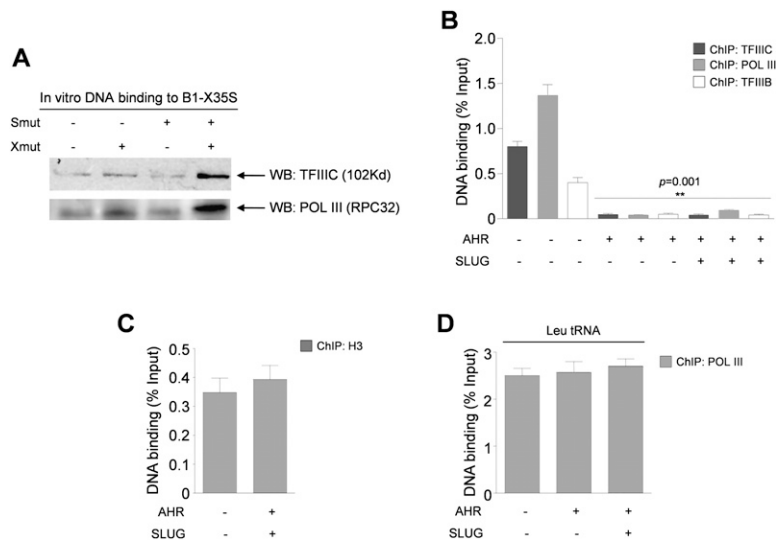 A
In vitro DNA binding to B1-X35S
Smut - - + +
Xmut - + - +
WB: TFIIIC (102Kd)
WB: POL III (RPC32)
B
ChIP: TFIIIC
ChIP: POL III
ChIP: TFIIIB
DNA binding (% Input)
2.0
1.5
1.0
0.5
0
p=0.001
**
AHR - - - + + + + + +
SLUG - - - - - - + + +
C
ChIP: H3
DNA binding (% Input)
0.5
0.4
0.3
0.2
0.1
0
AHR - +
SLUG - +
D
Leu tRNA
ChIP: POL III
DNA binding (% Input)
3
2
1
0
AHR - + +
SLUG - - +